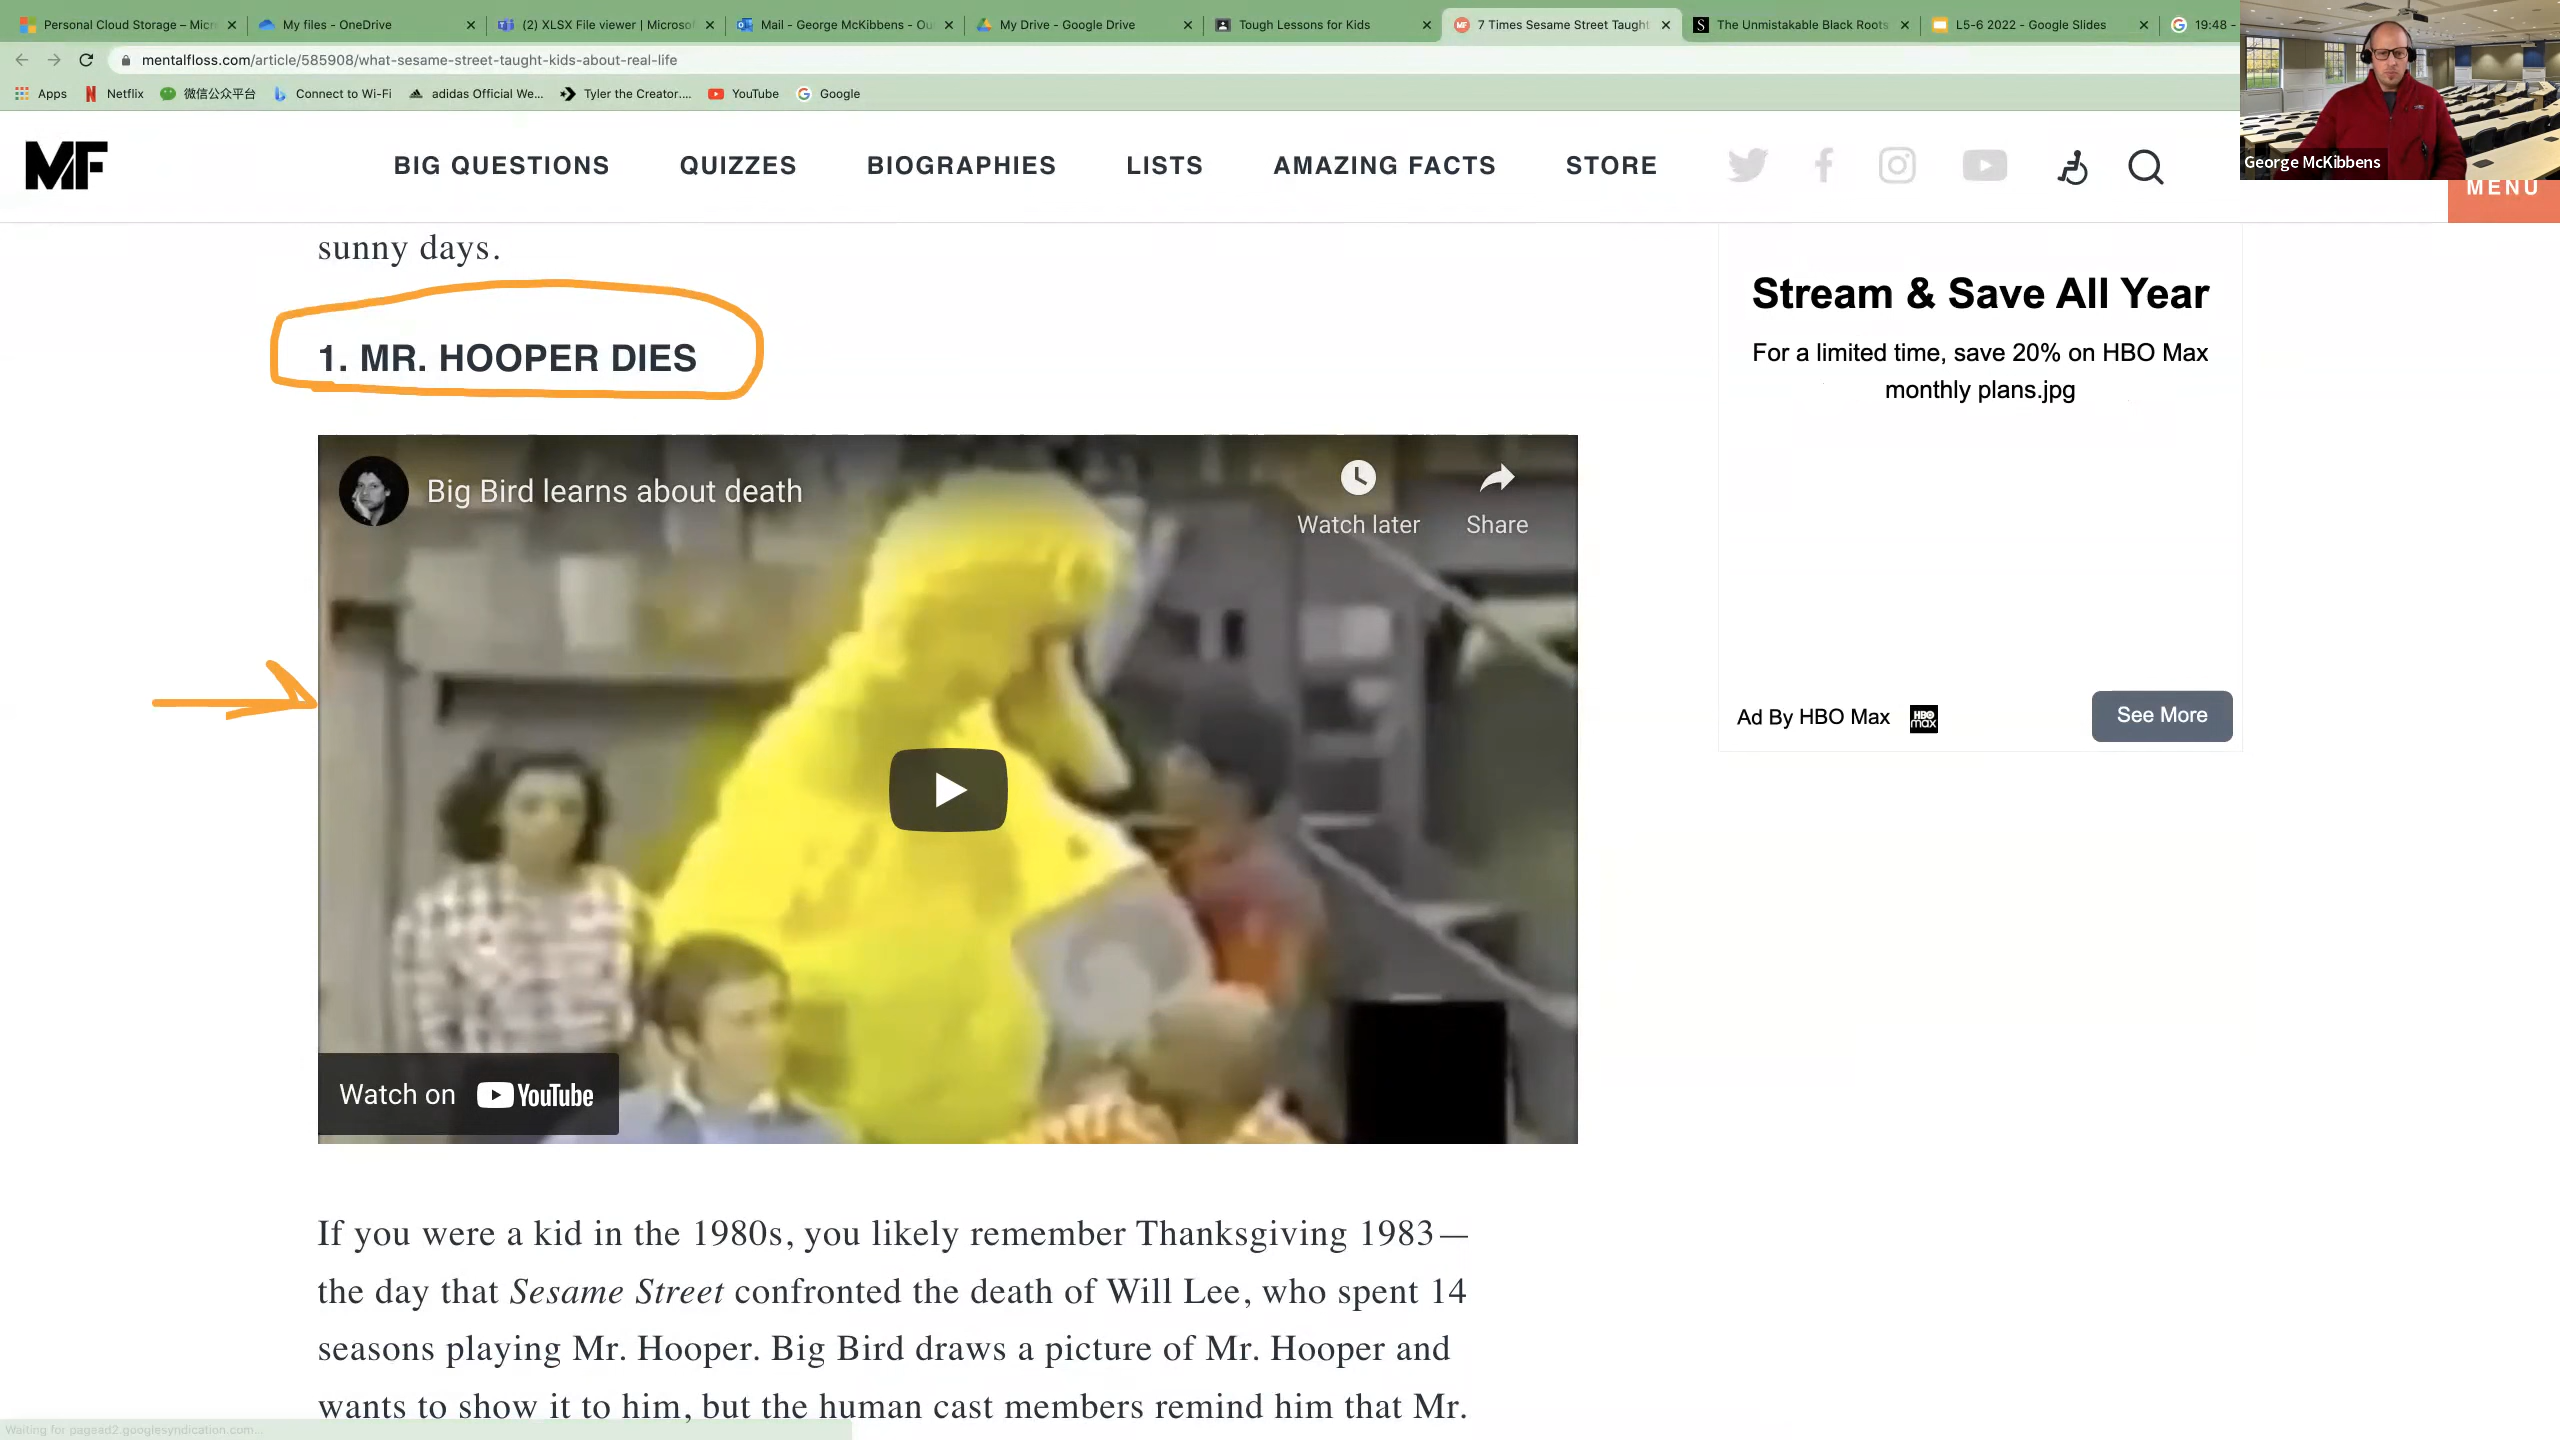 Personal Cloud Storage – Micr
My files - OneDrive
(2) XLSX File viewer | Microsof
Mail - George McKibbens - Ou
My Drive - Google Drive
Tough Lessons for Kids
7 Times Sesame Street Taught
The Unmistakable Black Roots
L5-6 2022 - Google Slides
19:48 -
mentalfloss.com/article/585908/what-sesame-street-taught-kids-about-real-life
Apps
Netflix
微信公众平台
Connect to Wi-Fi
adidas Official We...
Tyler the Creator....
YouTube
Google
George McKibbens
MF
BIG QUESTIONS
QUIZZES
BIOGRAPHIES
LISTS
AMAZING FACTS
STORE
MENU
sunny days.
1. MR. HOOPER DIES
Big Bird learns about death
Watch later
Share
Watch on YouTube
Stream & Save All Year
For a limited time, save 20% on HBO Max
monthly plans.jpg
Ad By HBO Max
HBO max
See More
If you were a kid in the 1980s, you likely remember Thanksgiving 1983—
the day that Sesame Street confronted the death of Will Lee, who spent 14
seasons playing Mr. Hooper. Big Bird draws a picture of Mr. Hooper and
wants to show it to him, but the human cast members remind him that Mr.
Waiting for pagead2.googlesyndication.com...